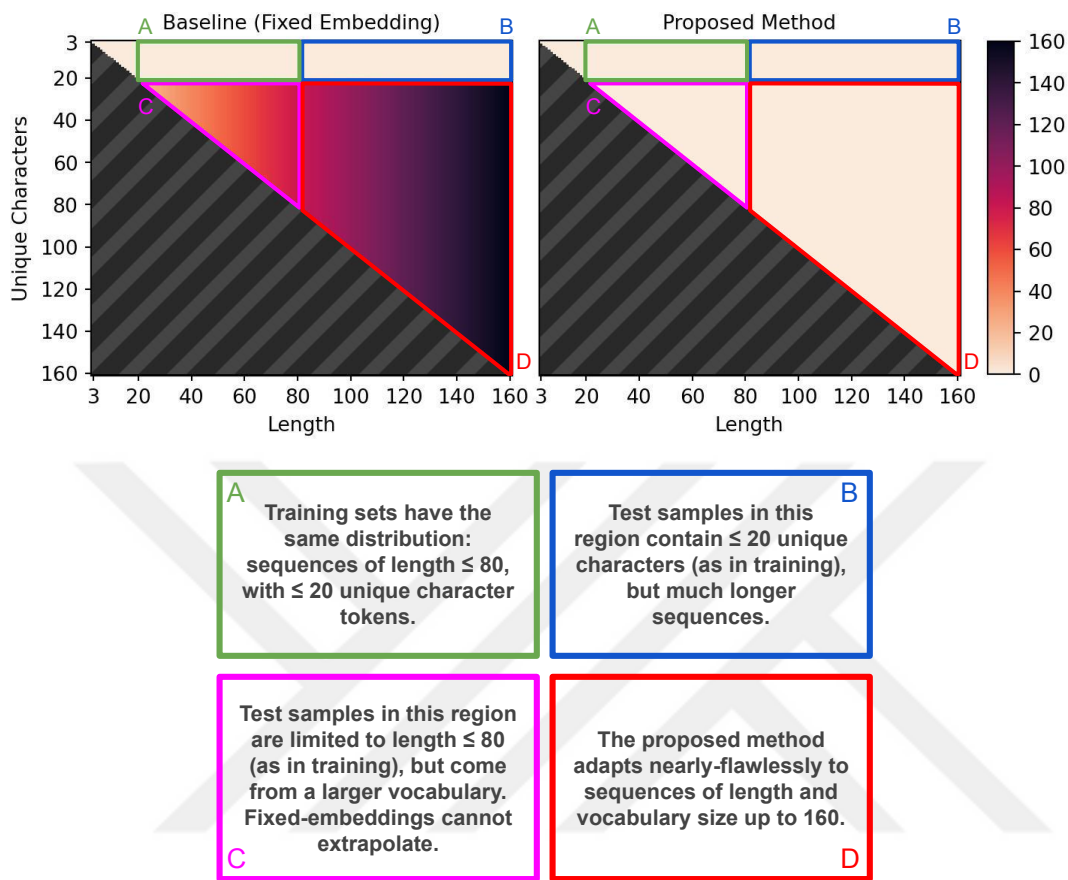 A Baseline (Fixed Embedding) B
A Proposed Method B
3
20
40
60
80
100
120
140
160
Unique Characters
C
D
3 20 40 60 80 100 120 140 160
Length
C
D
3 20 40 60 80 100 120 140 160
Length
160
140
120
100
80
60
40
20
0
A
Training sets have the
same distribution:
sequences of length ≤ 80,
with ≤ 20 unique character
tokens.
B
Test samples in this
region contain ≤ 20 unique
characters (as in training),
but much longer
sequences.
Test samples in this region
are limited to length ≤ 80
(as in training), but come
from a larger vocabulary.
Fixed-embeddings cannot
extrapolate.
C
The proposed method
adapts nearly-flawlessly to
sequences of length and
vocabulary size up to 160.
D